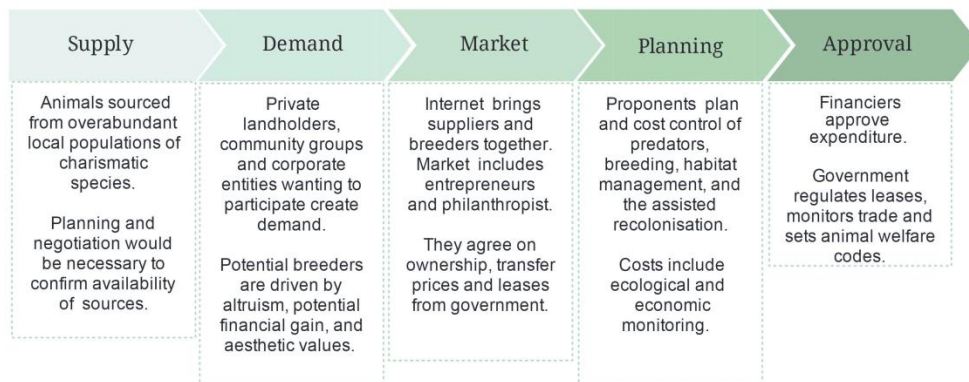 Supply
Demand
Market
Planning
Approval
Animals sourced
from overabundant
local populations of
charismatic
species.
Planning and
negotiation would
be necessary to
confirm availability
of sources.
Private
landholders,
community groups
and corporate
entities wanting to
participate create
demand.
Potential breeders
are driven by
altruism, potential
financial gain, and
aesthetic values.
Internet brings
suppliers and
breeders together.
Market includes
entrepreneurs
and philanthropist.
They agree on
ownership, transfer
prices and leases
from government.
Proponents plan
and cost control of
predators,
breeding, habitat
management, and
the assisted
recolonisation.
Costs include
ecological and
economic
monitoring.
Financiers
approve
expenditure.
Government
regulates leases,
monitors trade and
sets animal welfare
codes.